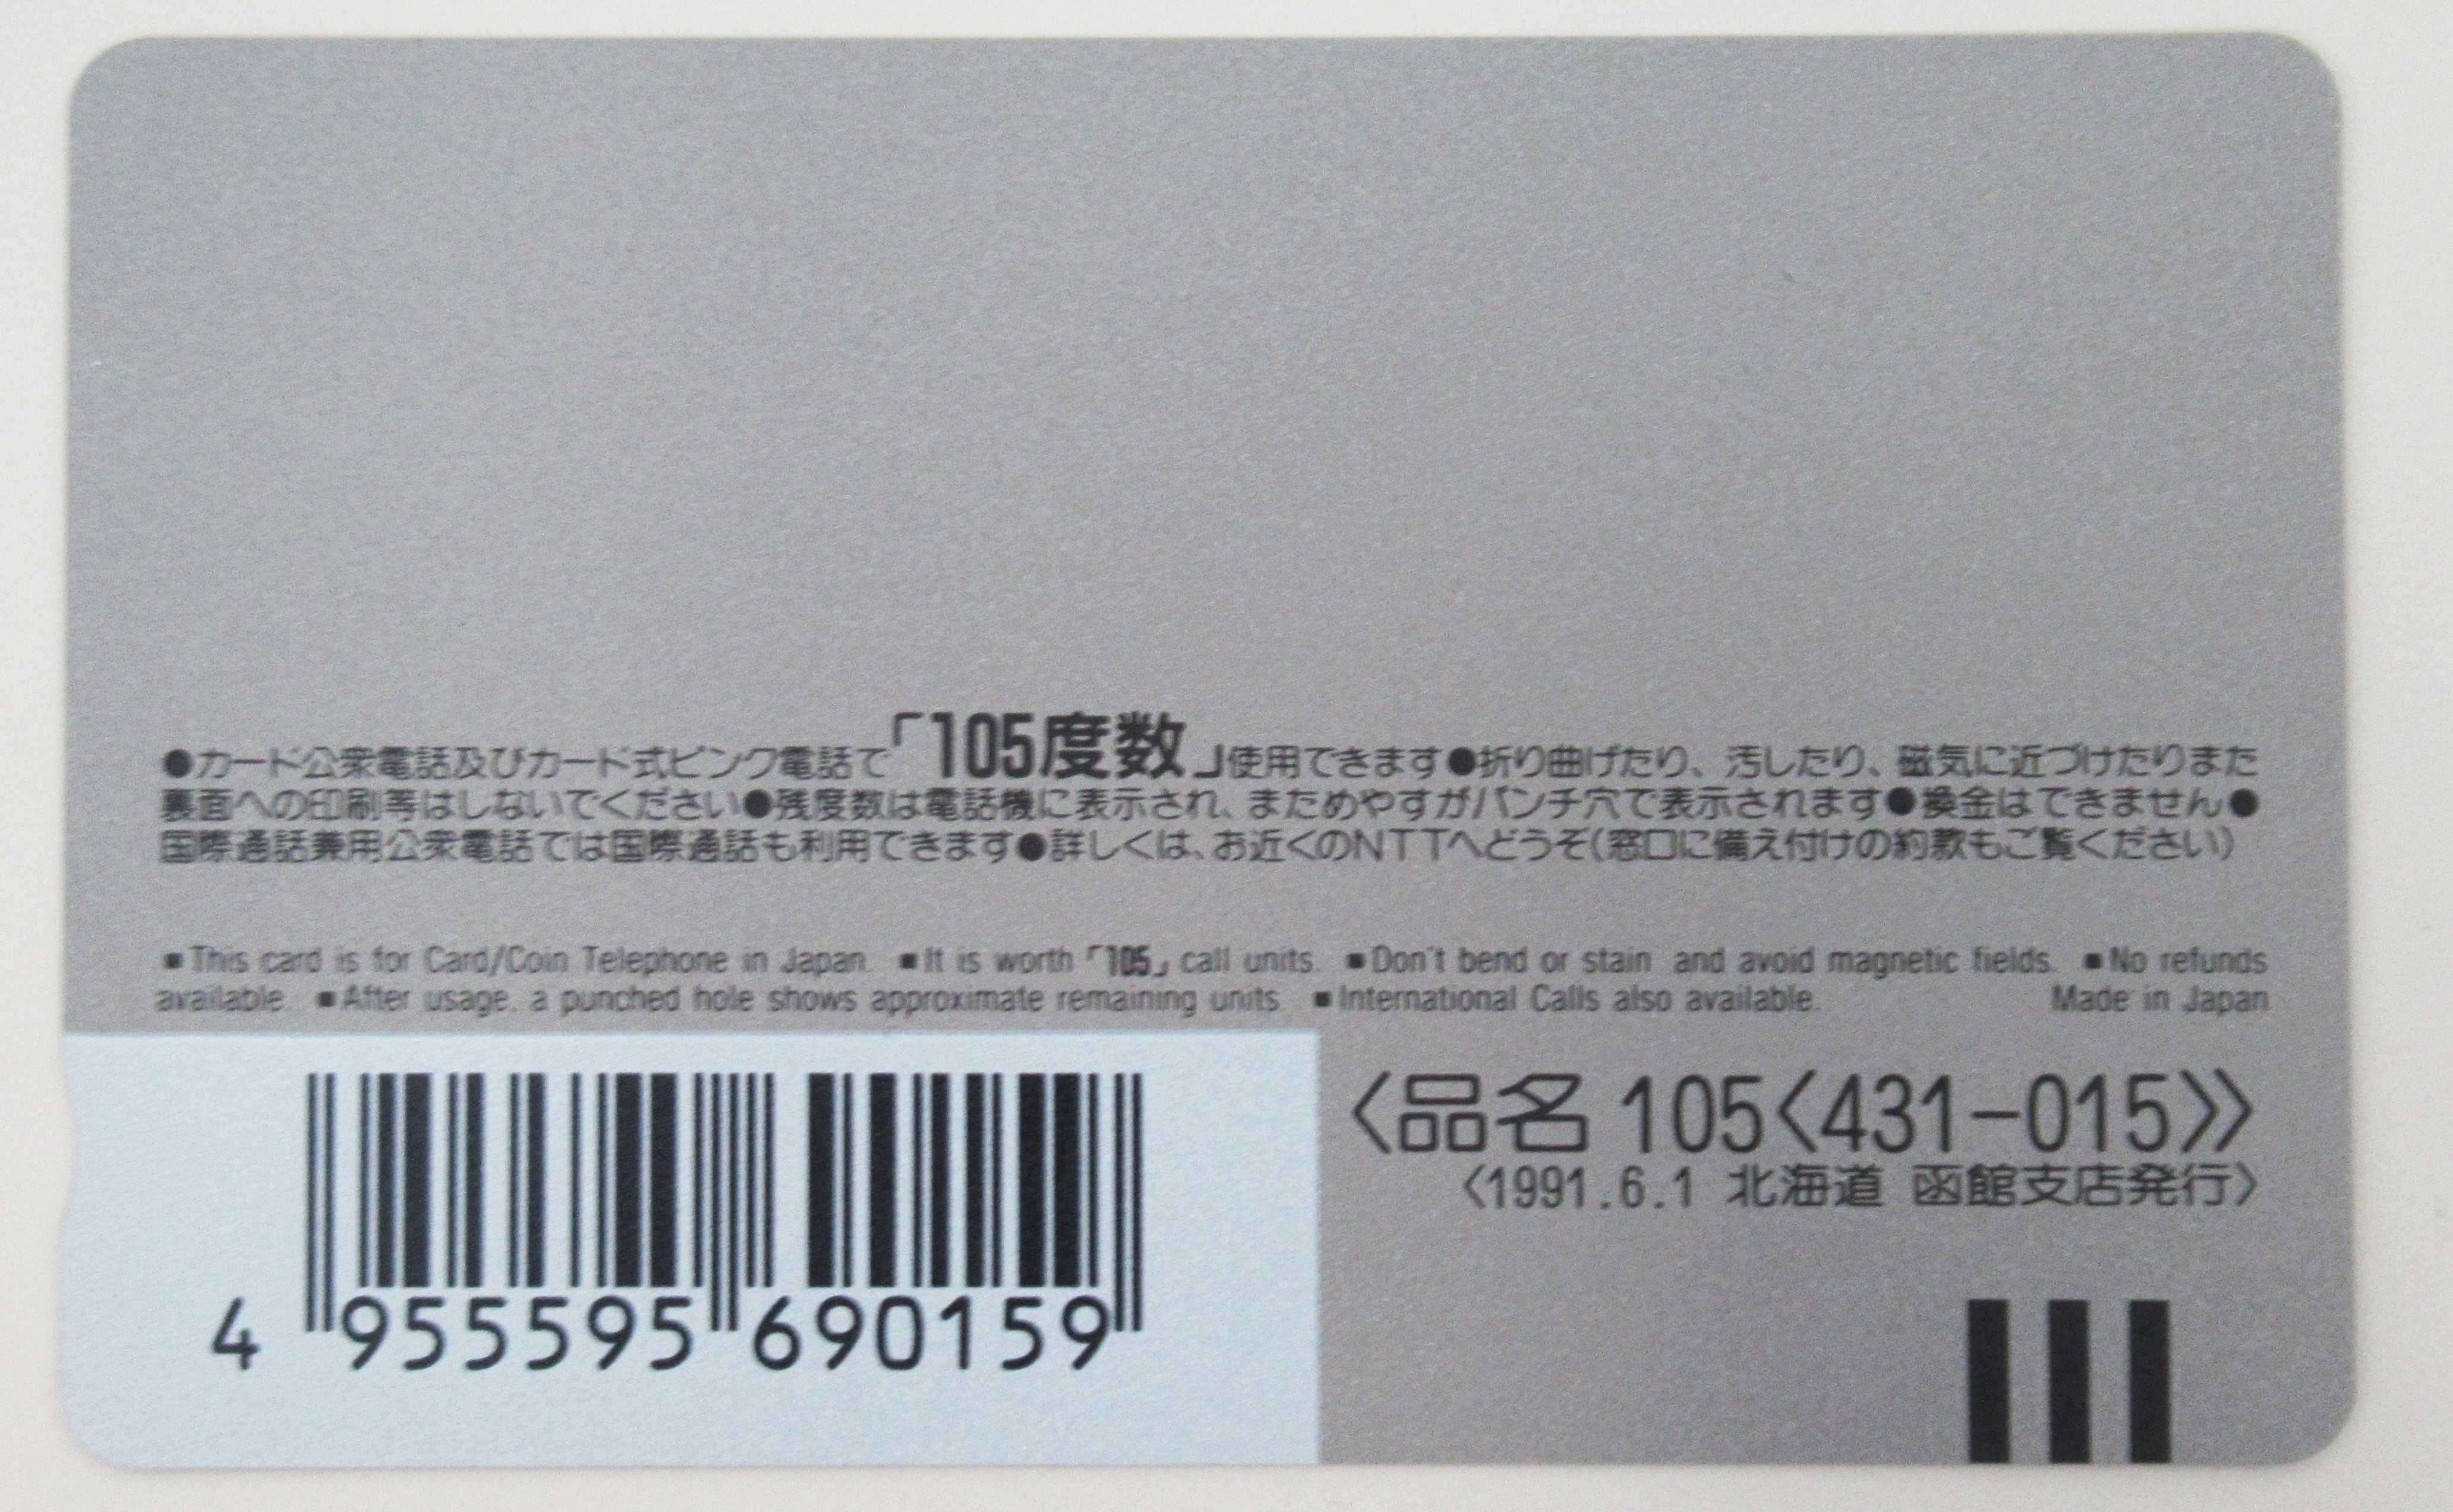 ●カード公衆電話及びカード式ピンク電話で「105度数」使用できます●折り曲げたり、汚したり、磁気に近づけたりまた
裏面への印刷等はしないでください●残度数は電話機に表示され、まためやすがパンチ穴で表示されます●換金はできません●
国際通話兼用公衆電話では国際通話も利用できます●詳しくは、お近くのNTTへどうぞ(窓口に備え付けの約款もご覧ください)
■This card is for Card/Coin Telephone in Japan. ■It is worth「105」call units. ■Don't bend or stain and avoid magnetic fields. ■No refunds
available. ■After usage, a punched hole shows approximate remaining units. ■International Calls also available. Made in Japan
〈品名 105〈431-015〉〉
〈1991.6.1 北海道 函館支店発行〉
4 955595 690159